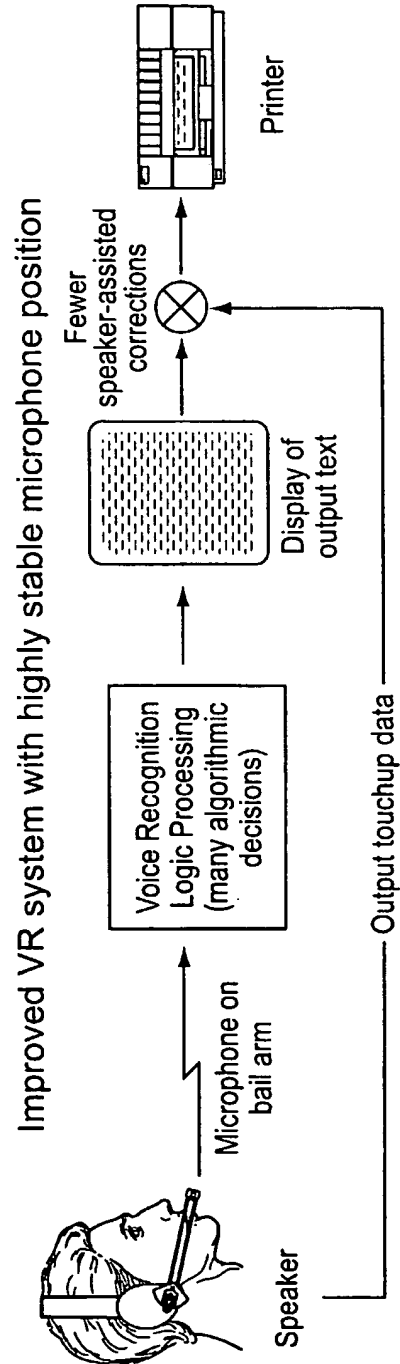 Improved VR system with highly stable microphone position
Speaker
Microphone on
bail arm
Voice Recognition
Logic Processing
(many algorithmic
decisions)
Display of
output text
Fewer
speaker-assisted
corrections
Printer
Output touchup data